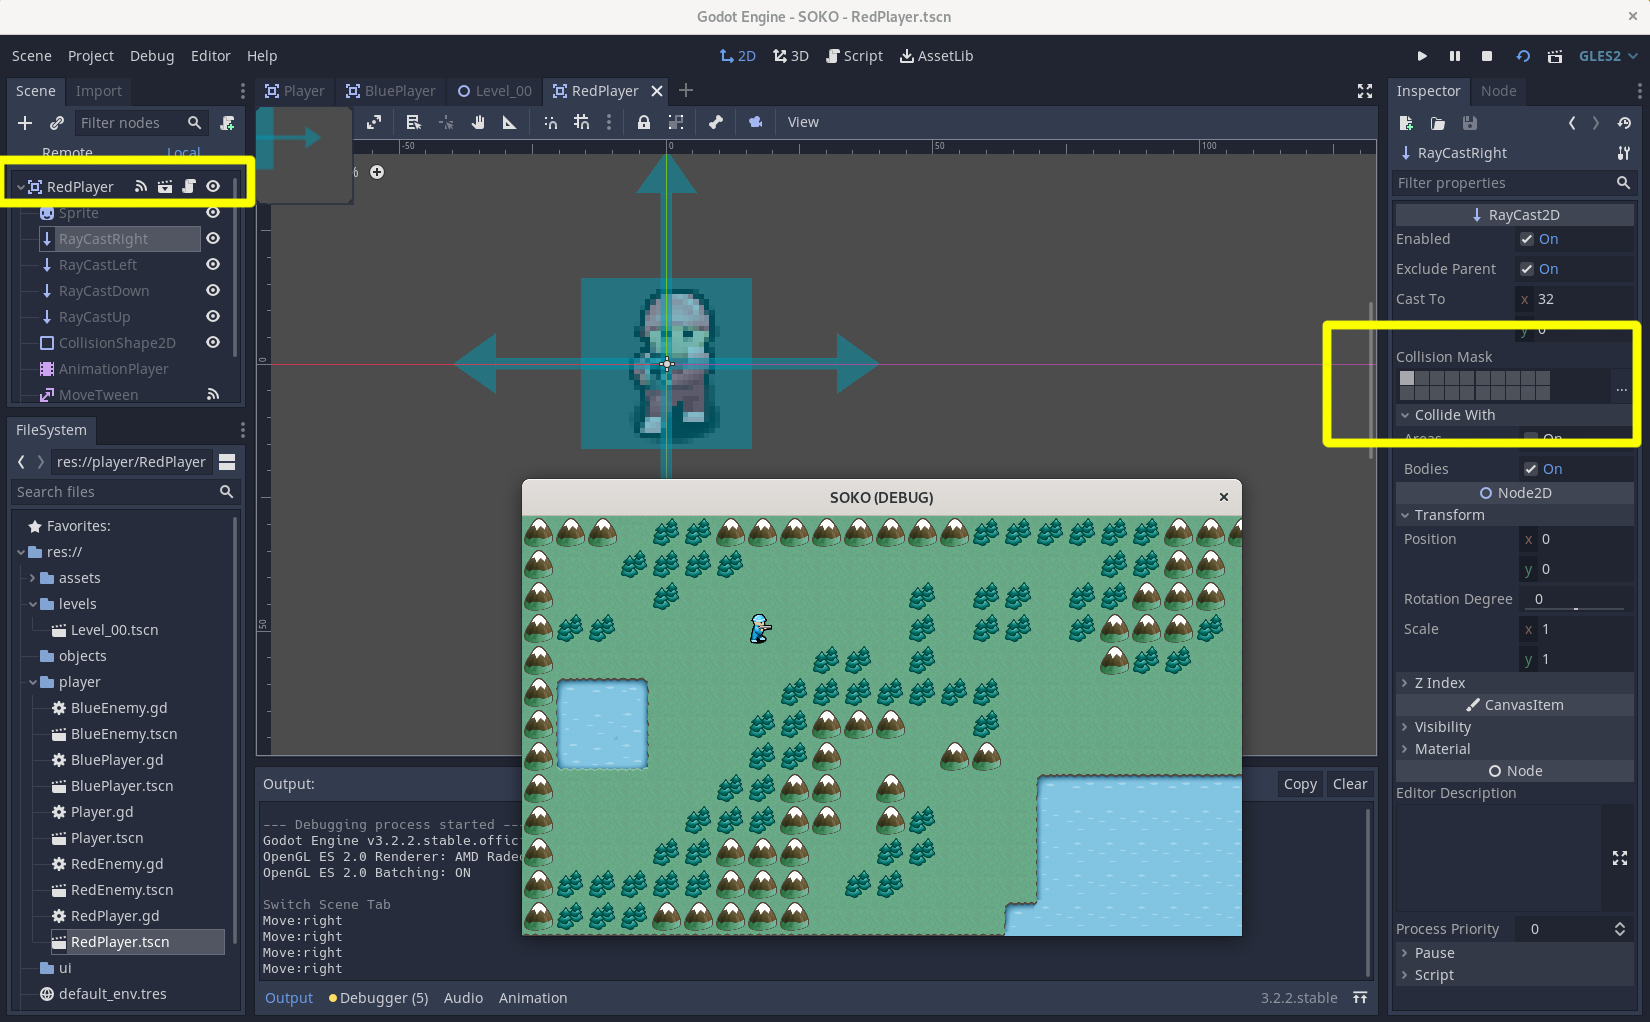 Godot Engine - SOKO - RedPlayer.tscn
Scene Project Debug Editor Help
2D 3D Script AssetLib
GLES2
Scene Import
Filter nodes
Remote Local
RedPlayer
Sprite
RayCastRight
RayCastLeft
RayCastDown
RayCastUp
CollisionShape2D
AnimationPlayer
MoveTween
FileSystem
res://player/RedPlayer
Search files
Favorites:
res://
assets
levels
Level_00.tscn
objects
player
BlueEnemy.gd
BlueEnemy.tscn
BluePlayer.gd
BluePlayer.tscn
Player.gd
Player.tscn
RedEnemy.gd
RedEnemy.tscn
RedPlayer.gd
RedPlayer.tscn
ui
default_env.tres
Player BluePlayer Level_00 RedPlayer
View
-50 0 50 100
%
0
50
SOKO (DEBUG)
Output:
Copy Clear
--- Debugging process started ---
Godot Engine v3.2.2.stable.offic
OpenGL ES 2.0 Renderer: AMD Rade
OpenGL ES 2.0 Batching: ON
Switch Scene Tab
Move:right
Move:right
Move:right
Move:right
Output Debugger (5) Audio Animation
3.2.2.stable
Inspector Node
RayCastRight
Filter properties
RayCast2D
Enabled On
Exclude Parent On
Cast To x 32
y 0
Collision Mask
...
Collide With
Areas On
Bodies On
Node2D
Transform
Position x 0
y 0
Rotation Degree 0
Scale x 1
y 1
Z Index
CanvasItem
Visibility
Material
Node
Editor Description
Process Priority 0
Pause
Script